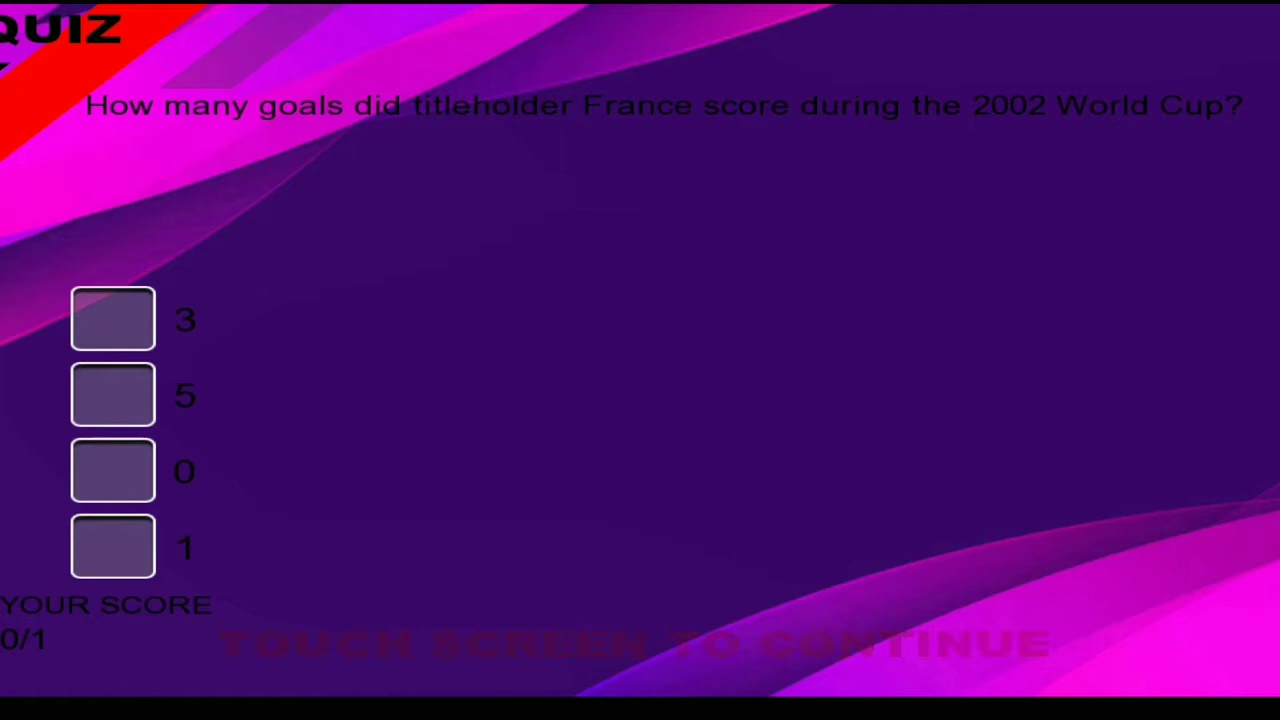 QUIZ
How many goals did titleholder France score during the 2002 World Cup?
3
5
0
1
YOUR SCORE
0/1
TOUCH SCREEN TO CONTINUE